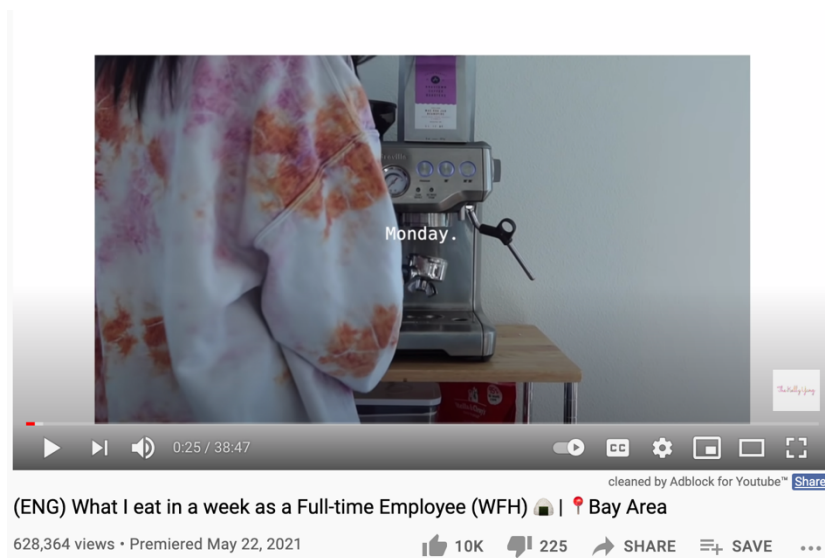 Monday.
0:25 / 38:47
CC
cleaned by Adblock for Youtube™ Share
(ENG) What I eat in a week as a Full-time Employee (WFH) 🍙 | 📍Bay Area
628,364 views • Premiered May 22, 2021 10K 225 SHARE SAVE